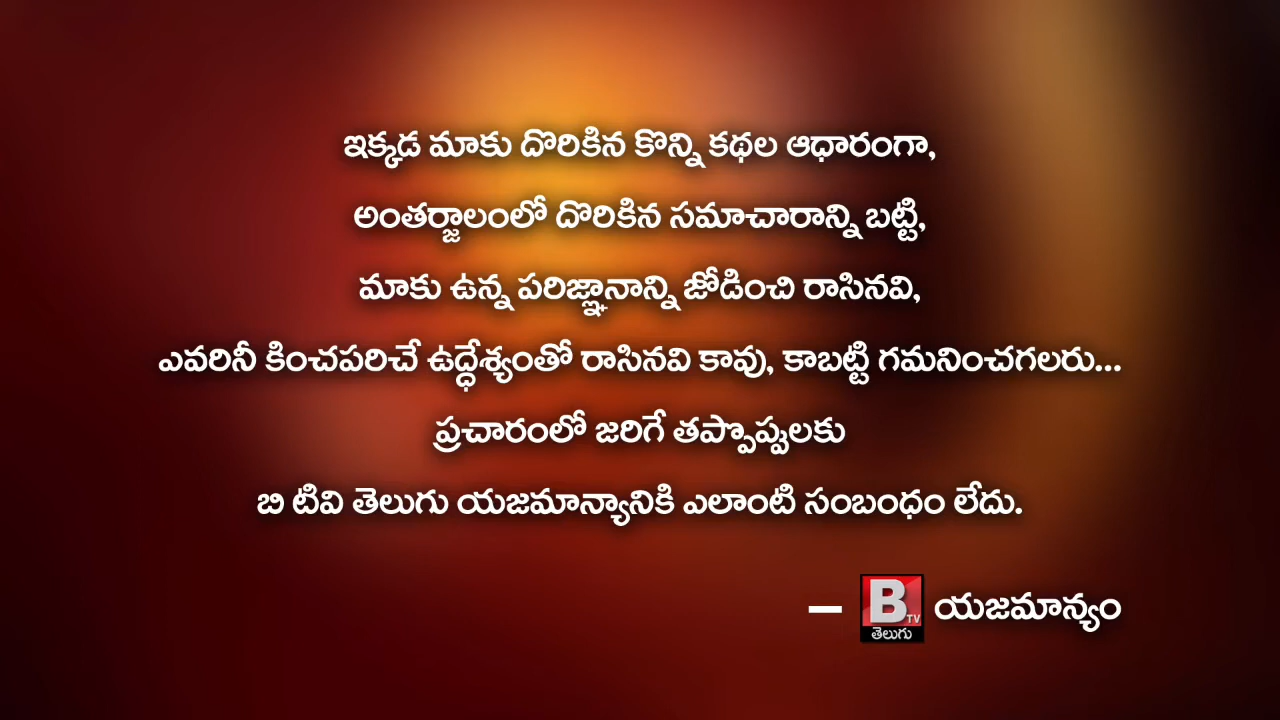 ఇక్కడ మాకు దొరికిన కొన్ని కథల ఆధారంగా,
అంతర్జాలంలో దొరికిన సమాచారాన్ని బట్టి,
మాకు ఉన్న పరిజ్ఞానాన్ని జోడించి రాసినవి,
ఎవరినీ కించపరిచే ఉద్ధేశ్యంతో రాసినవి కావు, కాబట్టి గమనించగలరు...
ప్రచారంలో జరిగే తప్పొప్పులకు
బి టివి తెలుగు యజమాన్యానికి ఎలాంటి సంబంధం లేదు.
– B TV తెలుగు యజమాన్యం